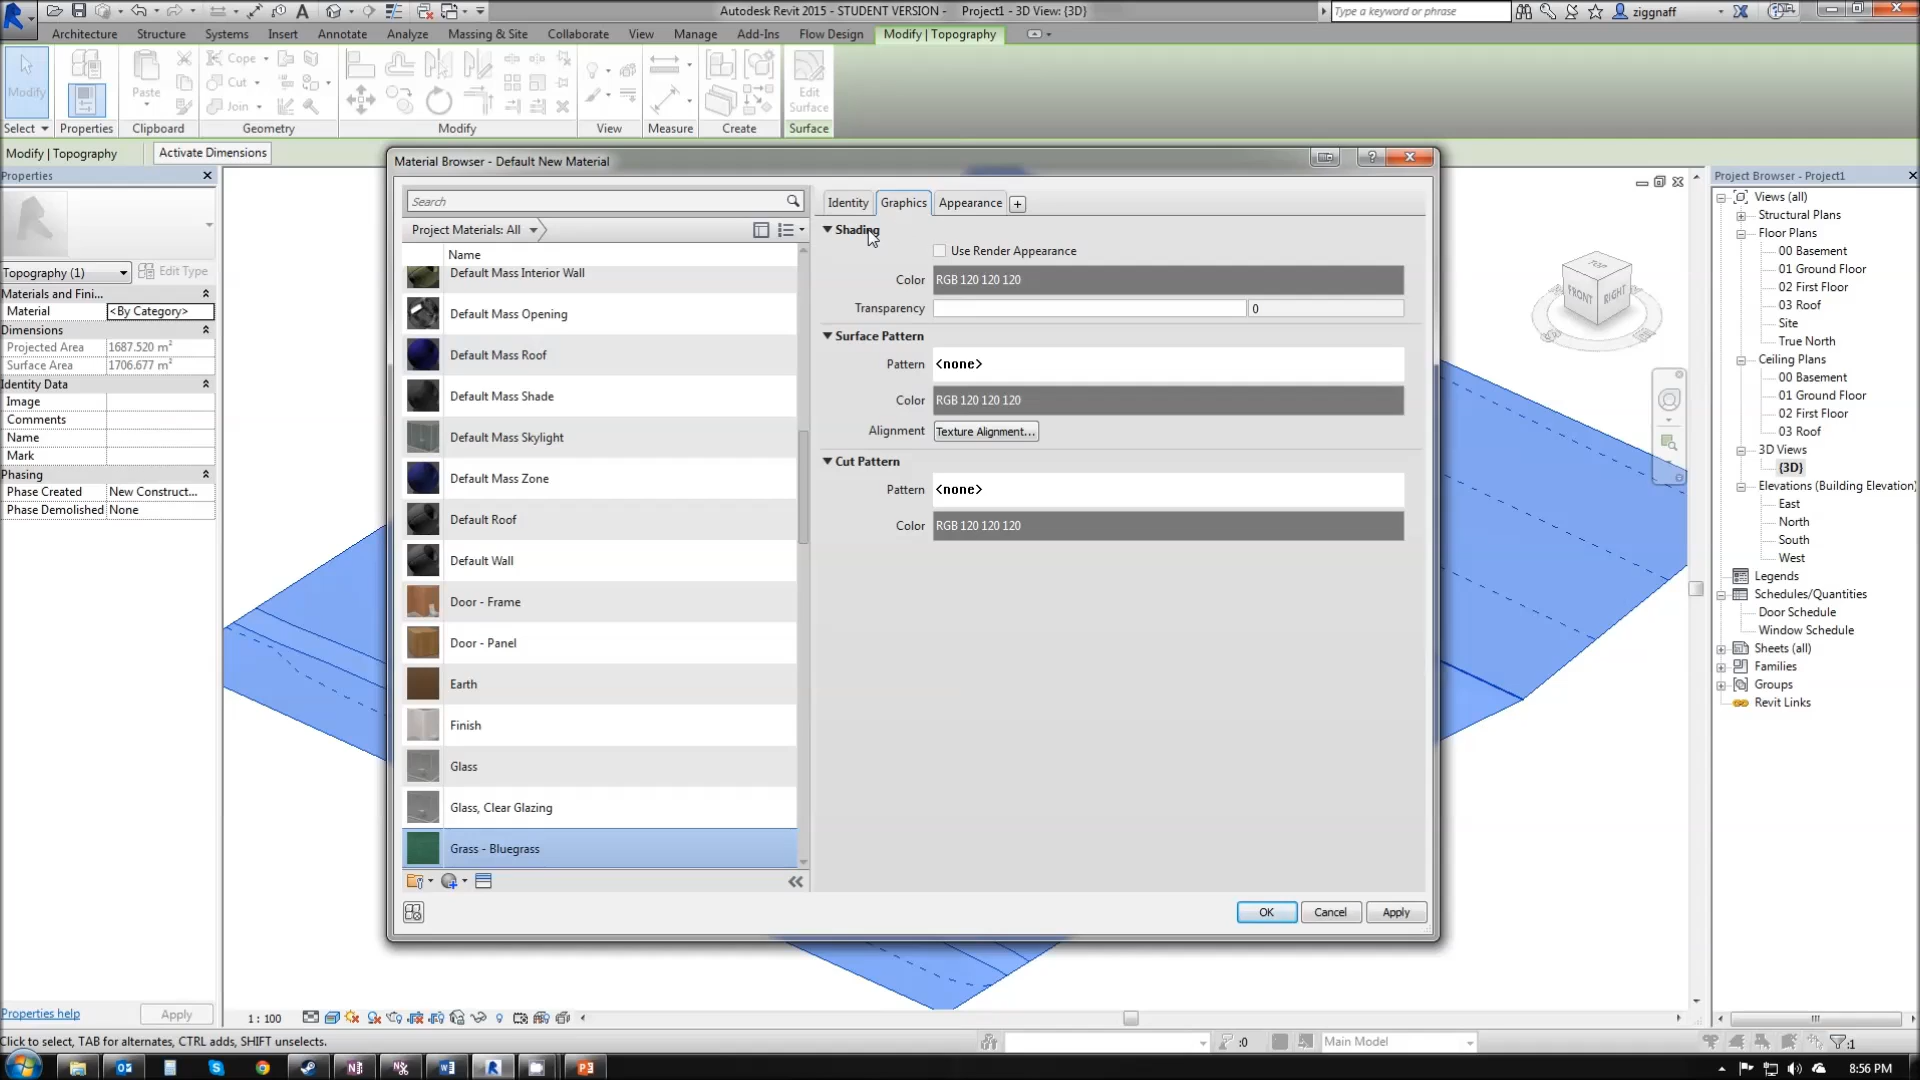 Autodesk Revit 2015 - STUDENT VERSION - Project1 - 3D View: {3D}
Type a keyword or phrase
ziggnaff
Architecture Structure Systems Insert Annotate Analyze Massing & Site Collaborate View Manage Add-Ins Flow Design Modify | Topography
Modify
Paste
Cope
Cut
Join
Edit
Surface
Select Properties Clipboard Geometry Modify View Measure Create Surface
Modify | Topography
Activate Dimensions
Properties
Topography (1)
Edit Type
Materials and Fini...
Material <By Category>
Dimensions
Projected Area 1687.520 m²
Surface Area 1706.677 m²
Identity Data
Image
Comments
Name
Mark
Phasing
Phase Created New Construct...
Phase Demolished None
Properties help
Apply
Material Browser - Default New Material
Search
Project Materials: All
Name
Default Mass Interior Wall
Default Mass Opening
Default Mass Roof
Default Mass Shade
Default Mass Skylight
Default Mass Zone
Default Roof
Default Wall
Door - Frame
Door - Panel
Earth
Finish
Glass
Glass, Clear Glazing
Grass - Bluegrass
Identity Graphics Appearance +
Shading
Use Render Appearance
Color RGB 120 120 120
Transparency 0
Surface Pattern
Pattern <none>
Color RGB 120 120 120
Alignment Texture Alignment...
Cut Pattern
Pattern <none>
Color RGB 120 120 120
OK Cancel Apply
TOP
FRONT RIGHT
Project Browser - Project1
Views (all)
Structural Plans
Floor Plans
00 Basement
01 Ground Floor
02 First Floor
03 Roof
Site
True North
Ceiling Plans
00 Basement
01 Ground Floor
02 First Floor
03 Roof
3D Views
{3D}
Elevations (Building Elevation)
East
North
South
West
Legends
Schedules/Quantities
Door Schedule
Window Schedule
Sheets (all)
Families
Groups
Revit Links
1 : 100
Click to select, TAB for alternates, CTRL adds, SHIFT unselects.
:0
Main Model
:1
8:56 PM